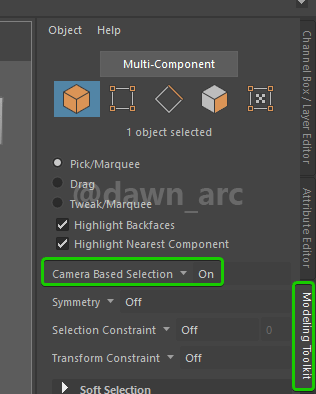 Object Help
Multi-Component
1 object selected
Pick/Marquee
Drag
@dawn_arc
Tweak/Marquee
Highlight Backfaces
Highlight Nearest Component
Camera Based Selection On
Symmetry: Off
Selection Constraint: Off 0
Transform Constraint: Off
Soft Selection
Channel Box / Layer Editor
Attribute Editor
Modeling Toolkit